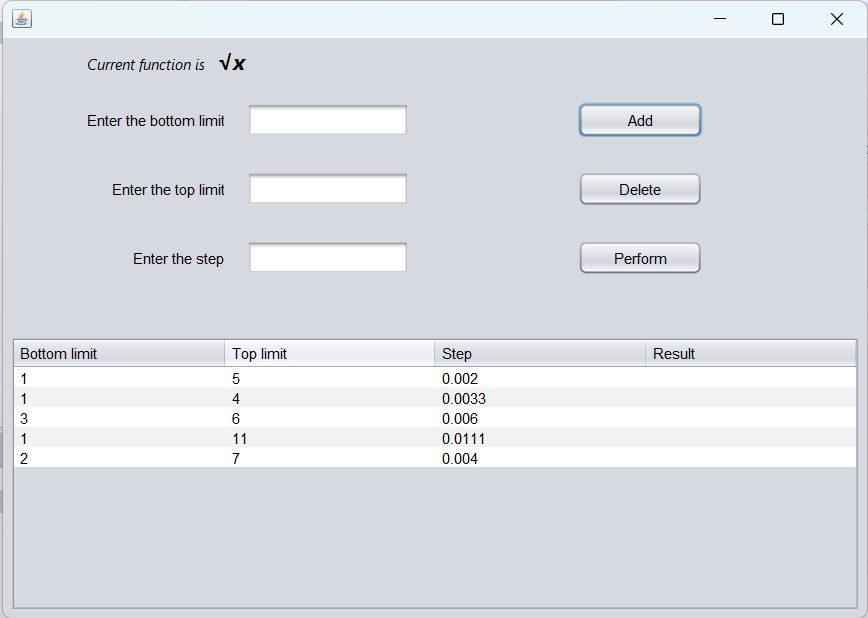 Current function is √x
Enter the bottom limit
Add
Enter the top limit
Delete
Enter the step
Perform
Bottom limit Top limit Step Result
1 5 0.002
1 4 0.0033
3 6 0.006
1 11 0.0111
2 7 0.004